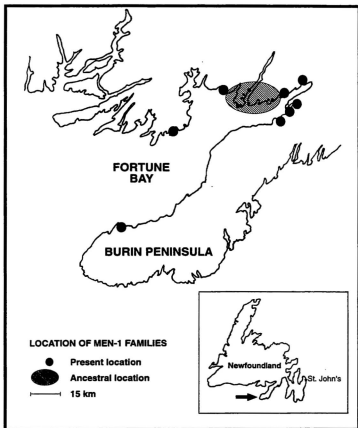 FORTUNE
BAY
BURIN PENINSULA
LOCATION OF MEN-1 FAMILIES
Present location
Ancestral location
15 km
Newfoundland
St. John's